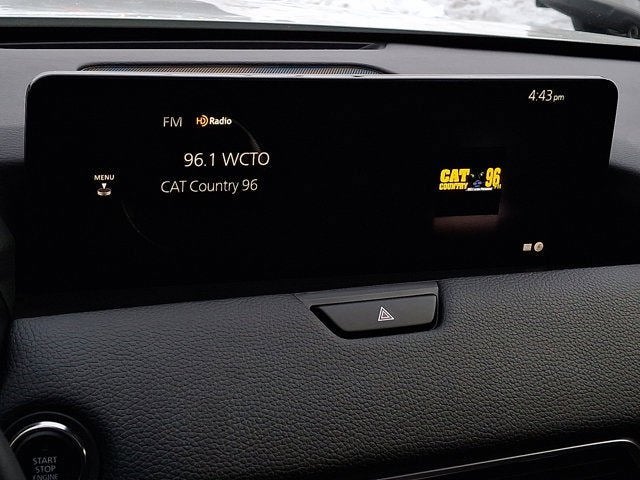 4:43 pm
FM HD Radio
96.1 WCTO
MENU
CAT Country 96
CAT 96
COUNTRY
START
STOP
ENGINE